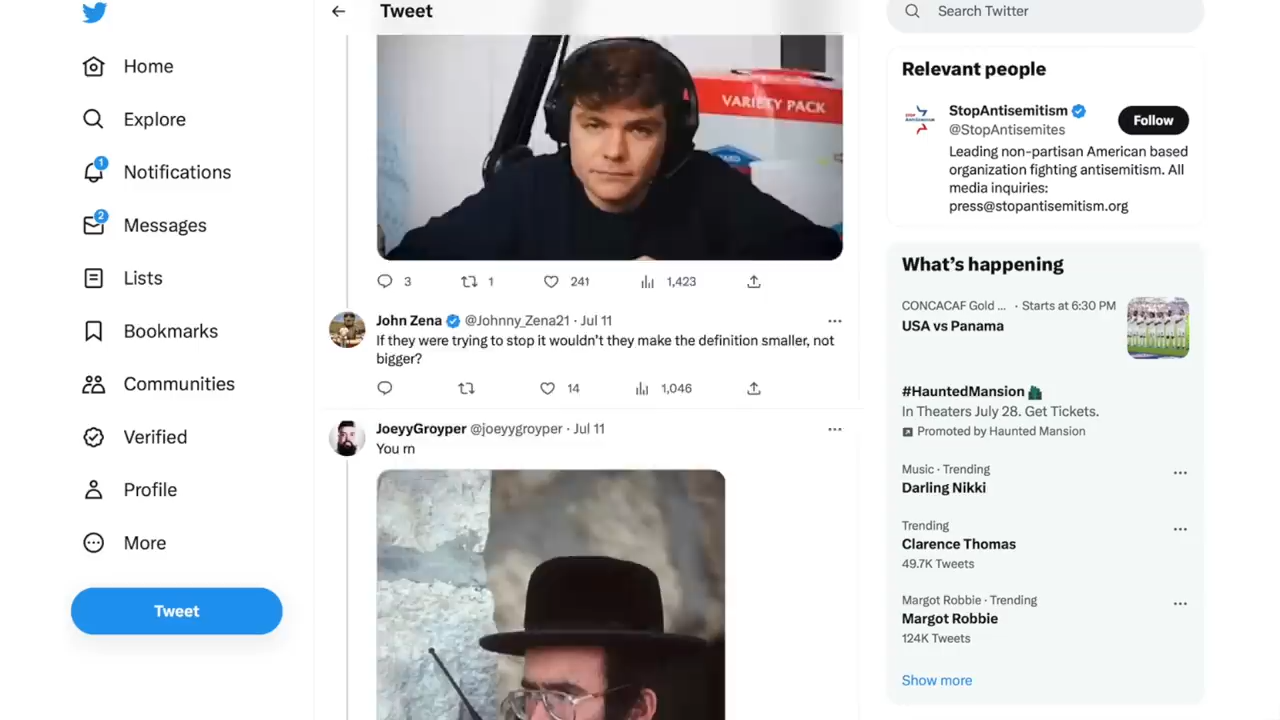 Tweet
Search Twitter
Home
Explore
1
Notifications
2
Messages
Lists
Bookmarks
Communities
Verified
Profile
More
Tweet
VARIETY PACK
3
1
241
1,423
John Zena @Johnny_Zena21 · Jul 11
If they were trying to stop it wouldn't they make the definition smaller, not
bigger?
14
1,046
JoeyyGroyper @joeyygroyper · Jul 11
You rn
Relevant people
StopAntisemitism
@StopAntisemites
Follow
Leading non-partisan American based
organization fighting antisemitism. All
media inquiries:
press@stopantisemitism.org
What's happening
CONCACAF Gold ... · Starts at 6:30 PM
USA vs Panama
#HauntedMansion
In Theaters July 28. Get Tickets.
Promoted by Haunted Mansion
Music · Trending
Darling Nikki
Trending
Clarence Thomas
49.7K Tweets
Margot Robbie · Trending
Margot Robbie
124K Tweets
Show more